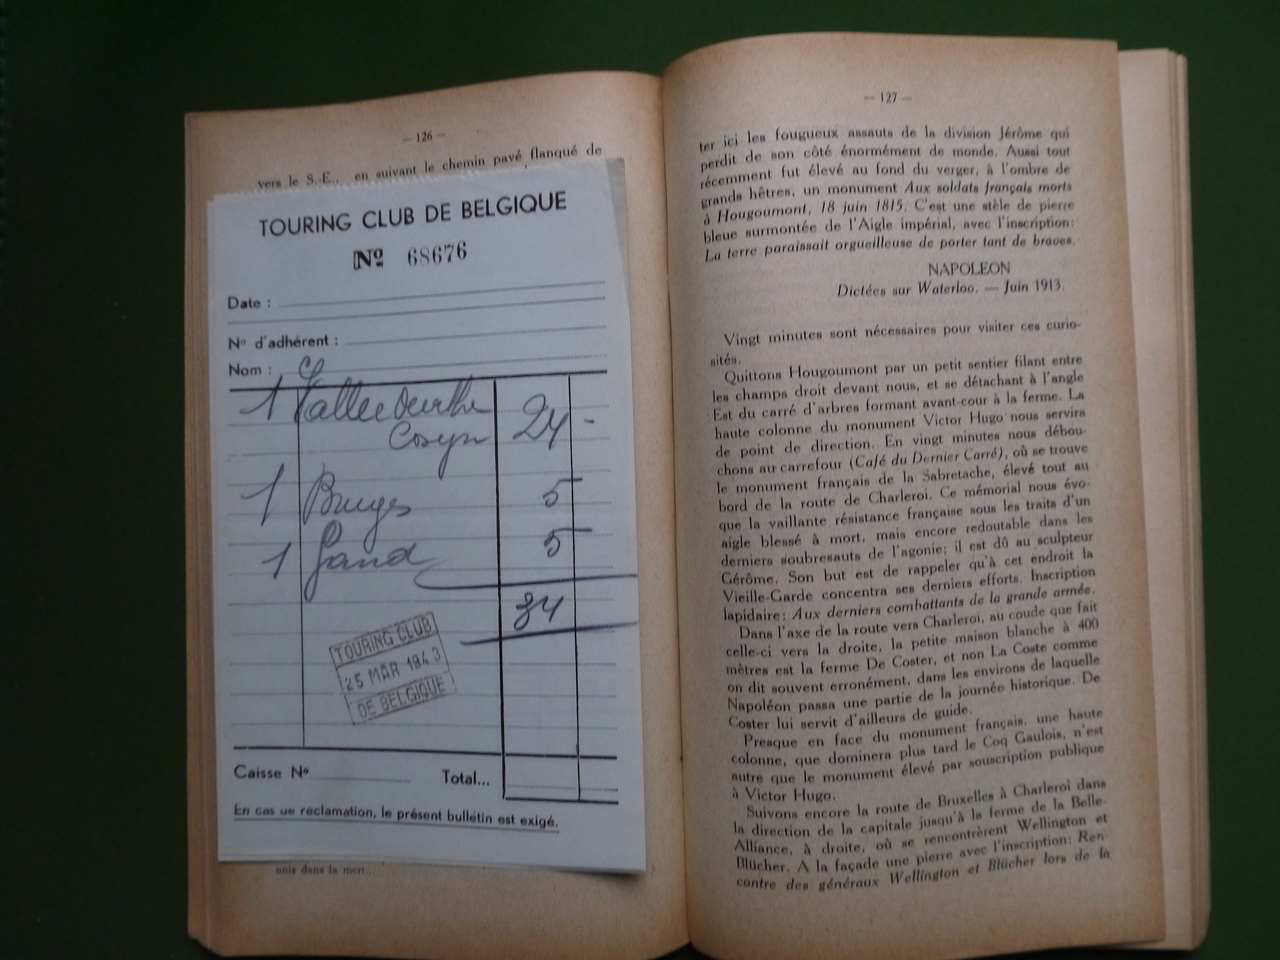 — 126 —
vers le S.-E., en suivant le chemin pavé flanqué de
TOURING CLUB DE BELGIQUE
Nº 68676
Date :
Nº d'adhérent :
Nom :
1
Cosyn 24 -
1 Bruges 5
1 Gand 5
34
TOURING CLUB
25 MAR 1943
DE BELGIQUE
Caisse Nº Total...
En cas de réclamation, le présent bulletin est exigé.
dans la mort...
— 127 —
ter ici les fougueux assauts de la division Jérôme qui
perdit de son côté énormément de monde. Aussi tout
récemment fut élevé au fond du verger, à l'ombre de
grands hêtres, un monument Aux soldats français morts
à Hougoumont, 18 juin 1815. C'est une stèle de pierre
bleue surmontée de l'Aigle impérial, avec l'inscription:
La terre paraissait orgueilleuse de porter tant de braves.
NAPOLEON
Dictées sur Waterloo. — Juin 1913.
Vingt minutes sont nécessaires pour visiter ces curio-
sités.
Quittons Hougoumont par un petit sentier filant entre
les champs droit devant nous, et se détachant à l'angle
Est du carré d'arbres formant avant-cour à la ferme. La
haute colonne du monument Victor Hugo nous servira
de point de direction. En vingt minutes nous débou-
chons au carrefour (Café du Dernier Carré), où se trouve
le monument français de la Sabretache, élevé tout au
bord de la route de Charleroi. Ce mémorial nous évo-
que la vaillante résistance française sous les traits d'un
aigle blessé à mort, mais encore redoutable dans les
derniers soubresauts de l'agonie; il est dû au sculpteur
Gérôme. Son but est de rappeler qu'à cet endroit la
Vieille-Garde concentra ses derniers efforts. Inscription
lapidaire: Aux derniers combattants de la grande armée.
Dans l'axe de la route vers Charleroi, au coude que fait
celle-ci vers la droite, la petite maison blanche à 400
mètres est la ferme De Coster, et non La Coste comme
on dit souvent erronément, dans les environs de laquelle
Napoléon passa une partie de la journée historique. De
Coster lui servit d'ailleurs de guide.
Presque en face du monument français, une haute
colonne, que dominera plus tard le Coq Gaulois, n'est
autre que le monument élevé par souscription publique
à Victor Hugo.
Suivons encore la route de Bruxelles à Charleroi dans
la direction de la capitale jusqu'à la ferme de la Belle-
Alliance, à droite, où se rencontrèrent Wellington et
Blücher. A la façade une pierre avec l'inscription: Ren
contre des généraux Wellington et Blücher lors de la